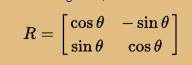 R = [ cos θ  − sin θ ]
    [ sin θ  cos θ ]